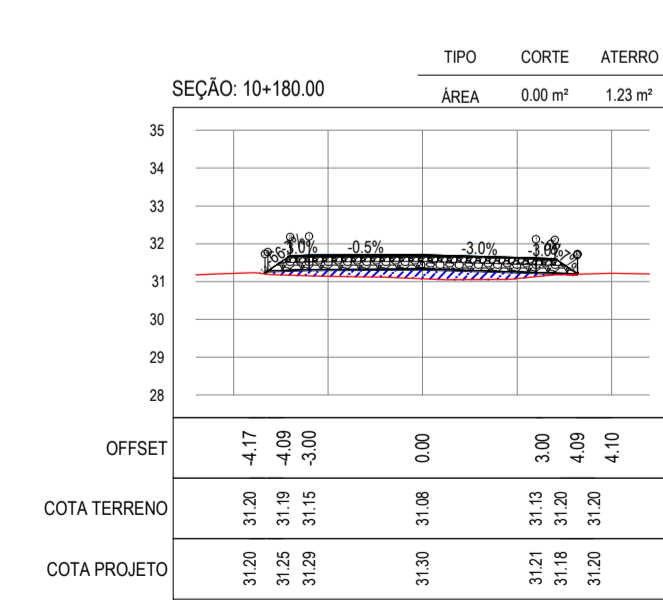 TIPO CORTE ATERRO
SEÇÃO: 10+180.00
ÁREA 0.00 m² 1.23 m²
35
34
33
32
-0.5% -3.0%
31
30
29
28
OFFSET -4.17 -4.09 -3.00 0.00 3.00 4.09 4.10
COTA TERRENO 31.20 31.19 31.15 31.08 31.13 31.20 31.20
COTA PROJETO 31.20 31.25 31.29 31.30 31.21 31.18 31.20